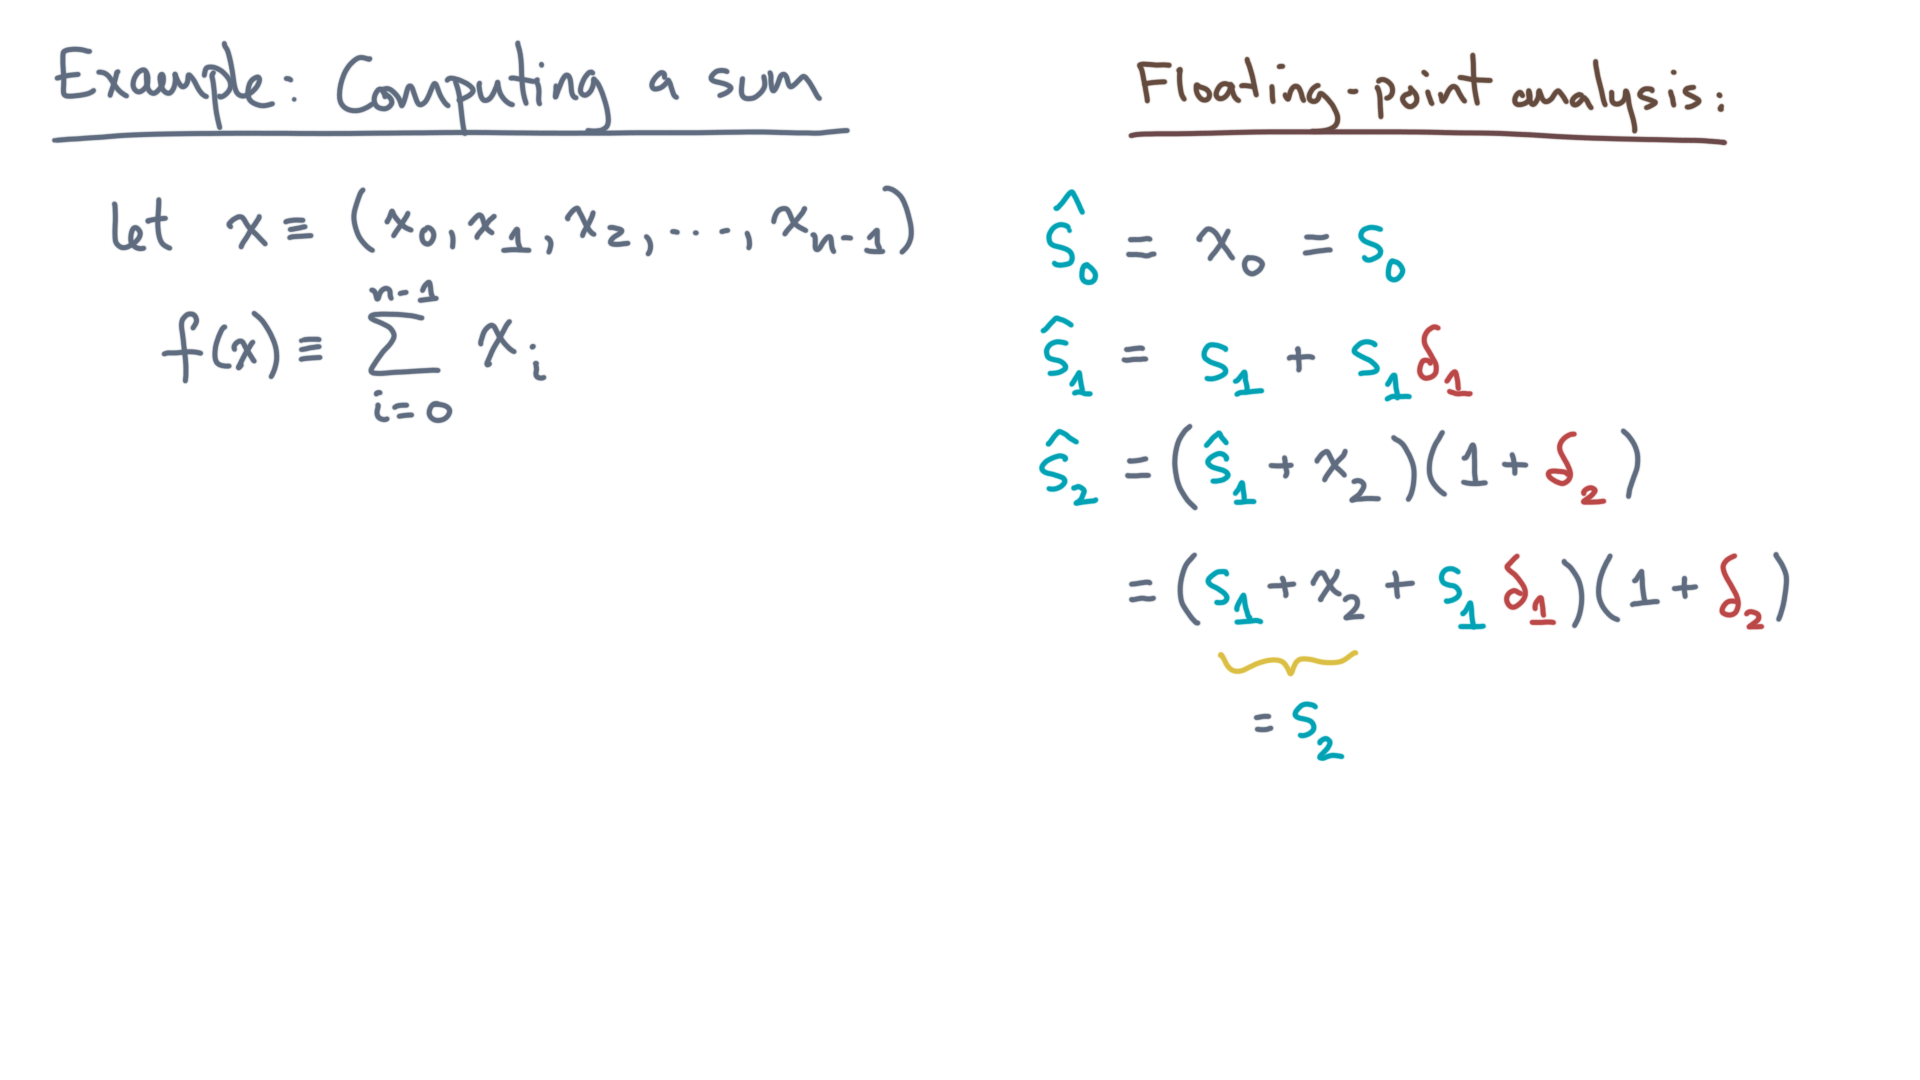 Example: Computing a sum
let x ≡ (x₀, x₁, x₂, ..., xₙ₋₁)
n-1
f(x) ≡ ∑ xᵢ
i=0
Floating-point analysis:
ŝ₀ = x₀ = s₀
ŝ₁ = s₁ + s₁δ₁
ŝ₂ = (ŝ₁ + x₂)(1 + δ₂)
= (s₁ + x₂ + s₁δ₁)(1 + δ₂)
= s₂